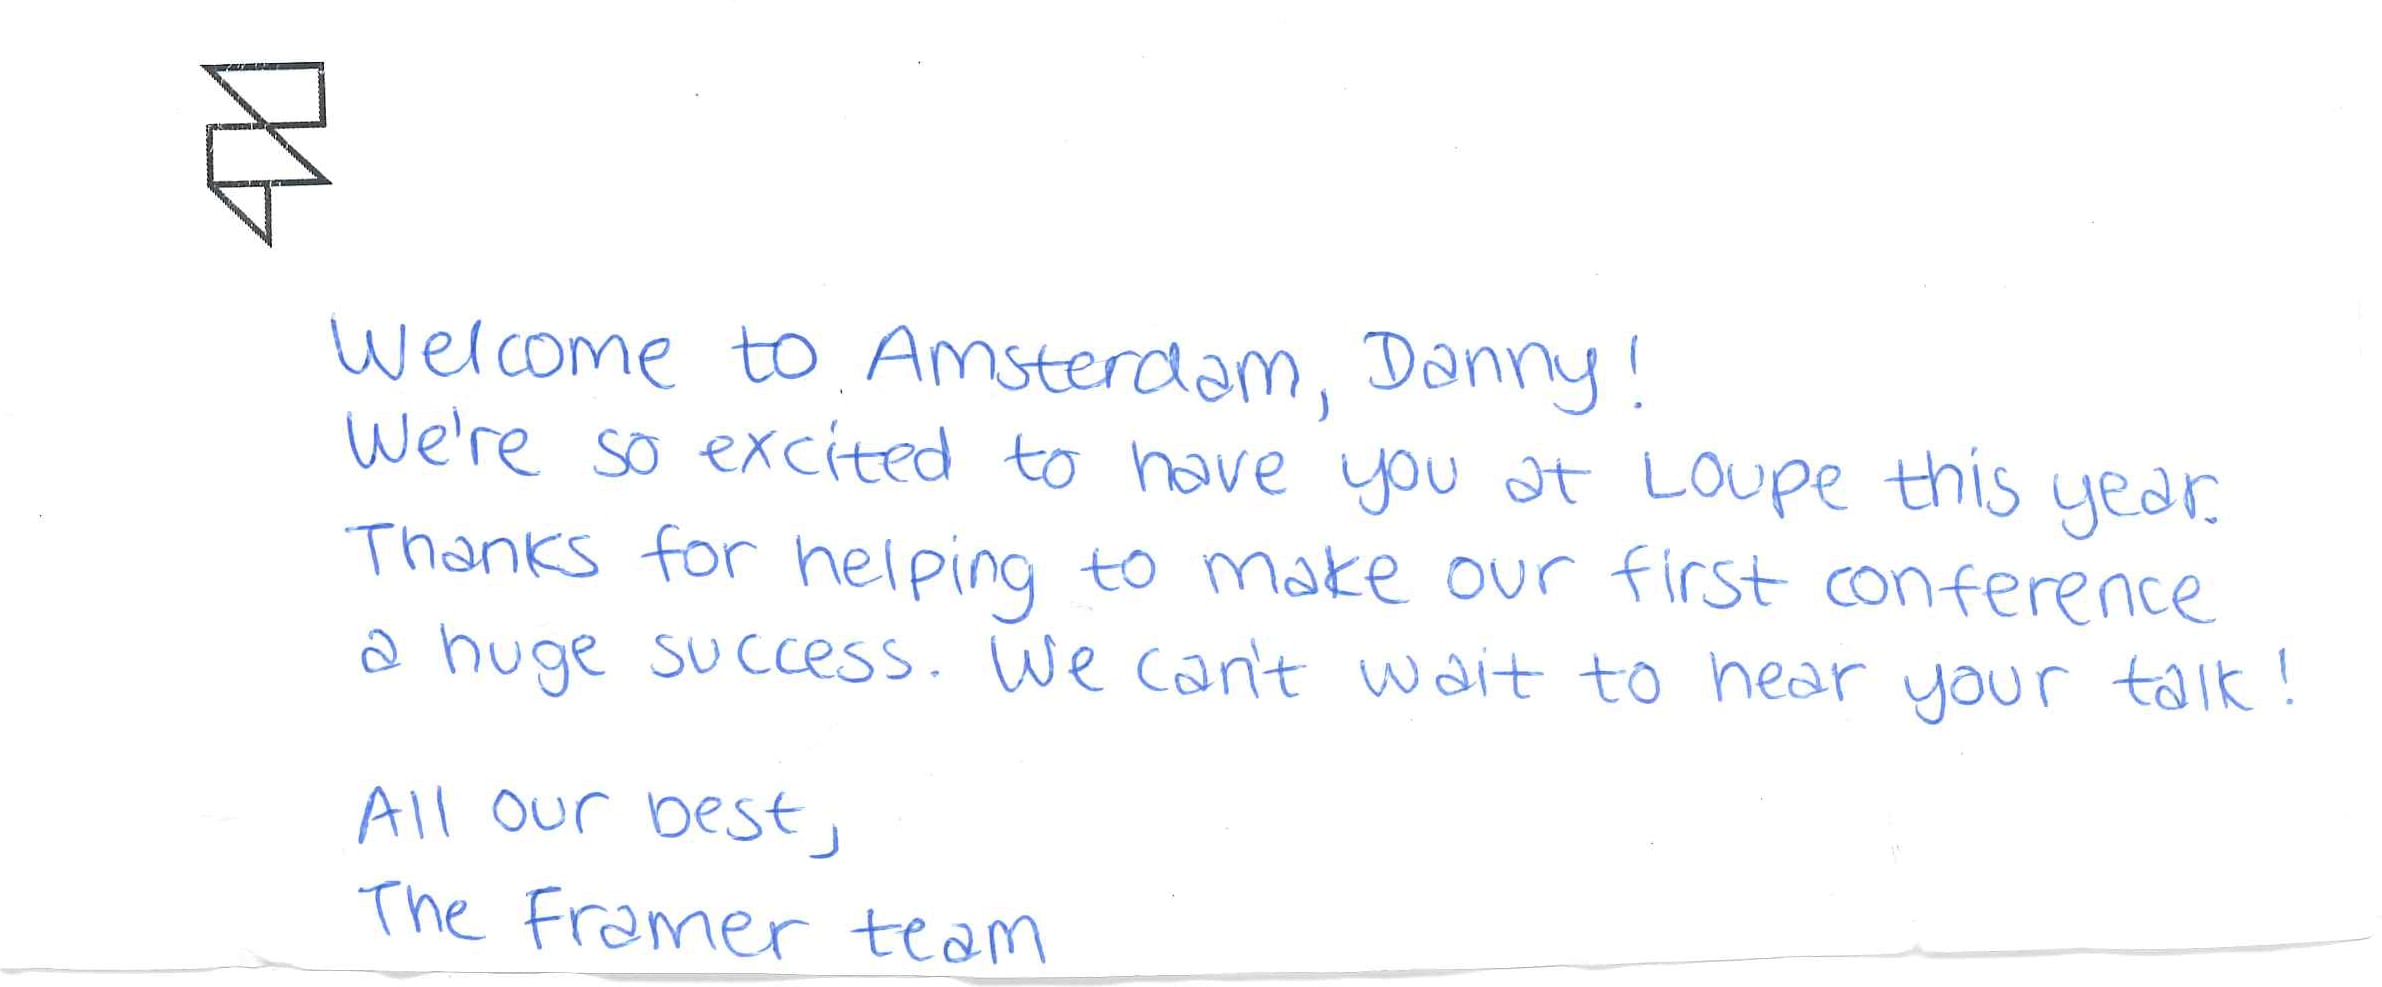 Welcome to Amsterdam, Danny!
We're so excited to have you at Loupe this year.
Thanks for helping to make our first conference
a huge success. We can't wait to hear your talk!
All our best,
The Framer team